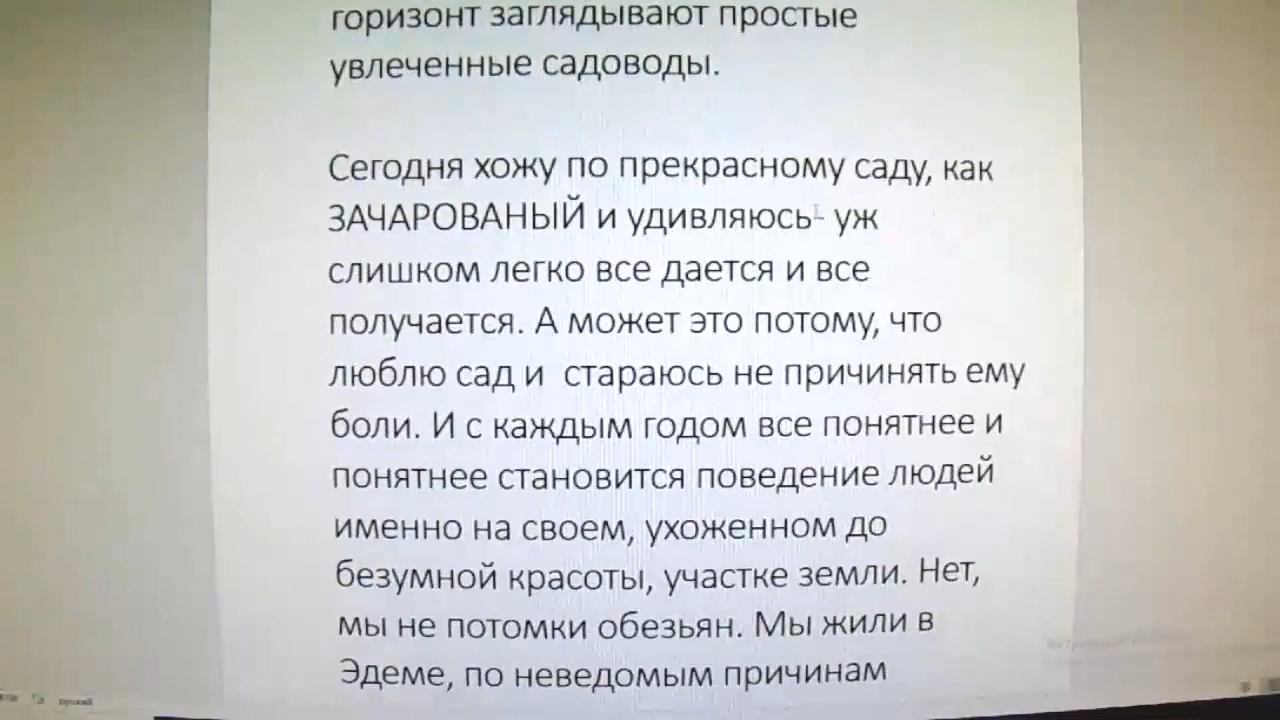 горизонт заглядывают простые
увлеченные садоводы.
Сегодня хожу по прекрасному саду, как
ЗАЧАРОВАНЫЙ и удивляюсь- уж
слишком легко все дается и все
получается. А может это потому, что
люблю сад и  стараюсь не причинять ему
боли. И с каждым годом все понятнее и
понятнее становится поведение людей
именно на своем, ухоженном до
безумной красоты, участке земли. Нет,
мы не потомки обезьян. Мы жили в
Эдеме, по неведомым причинам